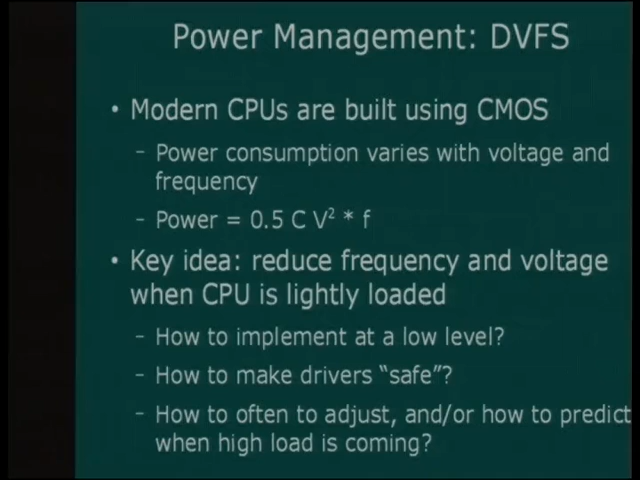 Power Management: DVFS
• Modern CPUs are built using CMOS
– Power consumption varies with voltage and
frequency
– Power = 0.5 C V² * f
• Key idea: reduce frequency and voltage
when CPU is lightly loaded
– How to implement at a low level?
– How to make drivers “safe”?
– How to often to adjust, and/or how to predict
when high load is coming?